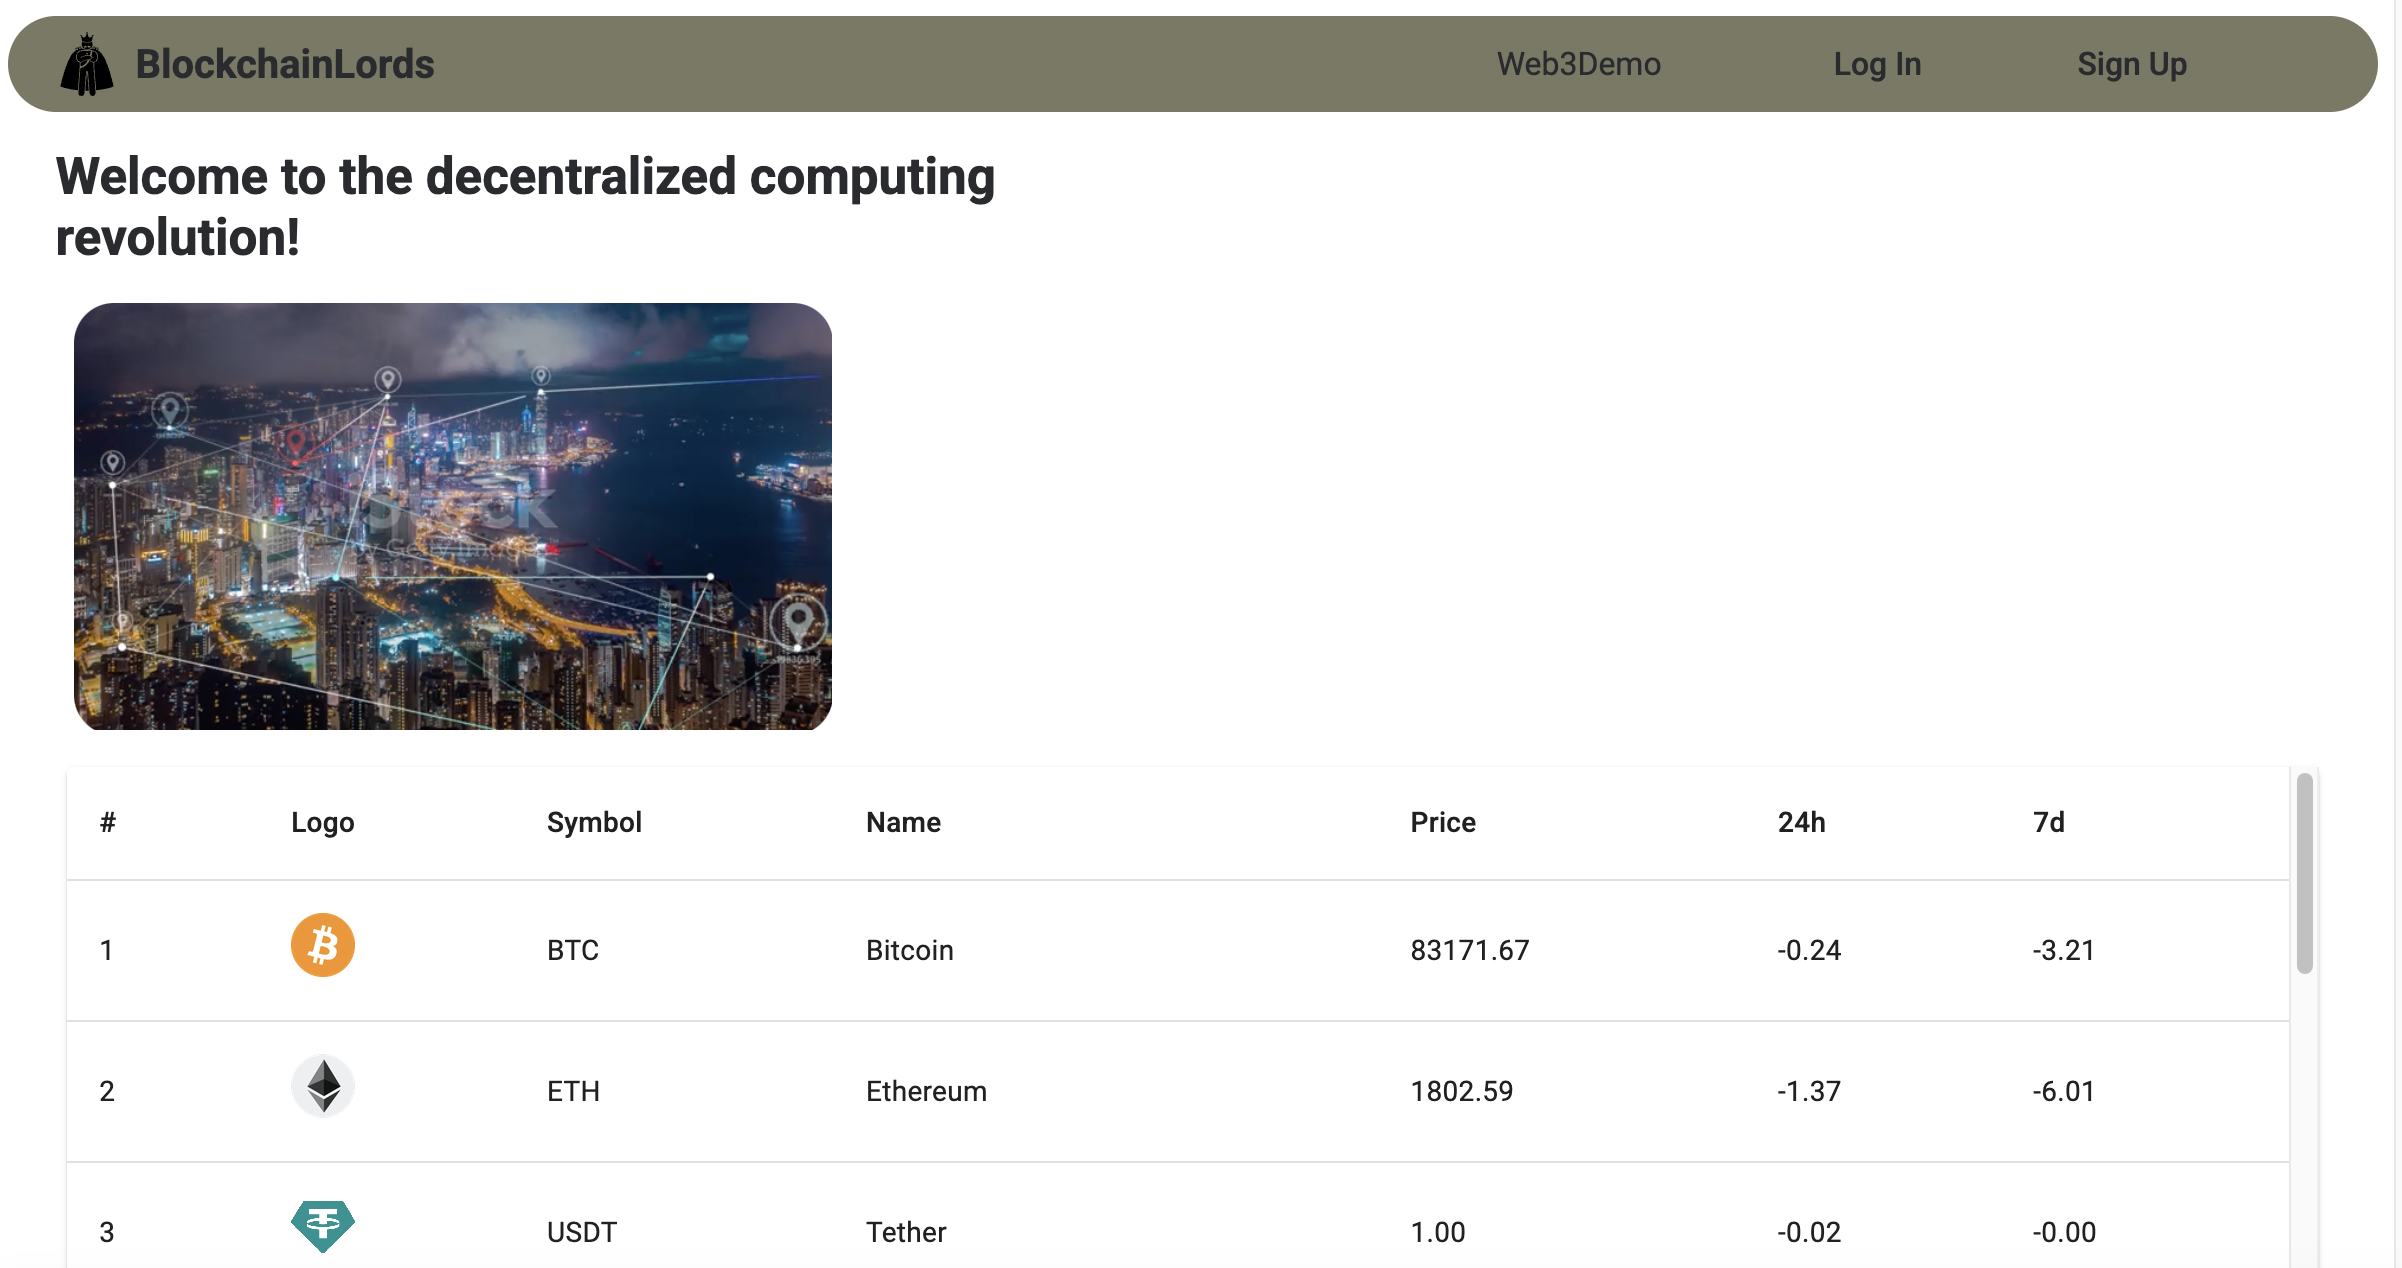 BlockchainLords
Web3Demo
Log In
Sign Up
Welcome to the decentralized computing
revolution!
# Logo Symbol Name Price 24h 7d
1 BTC Bitcoin 83171.67 -0.24 -3.21
2 ETH Ethereum 1802.59 -1.37 -6.01
3 USDT Tether 1.00 -0.02 -0.00